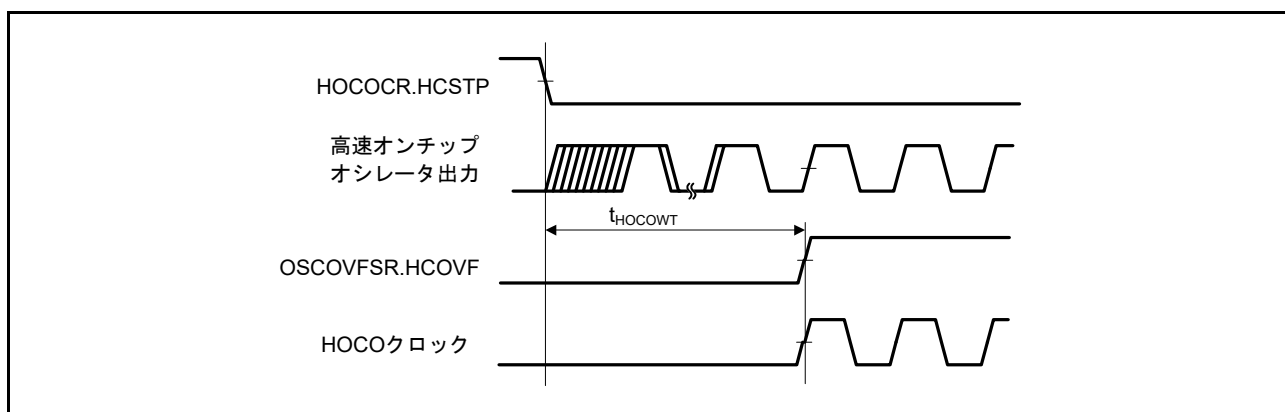 HOCOCR.HCSTP
高速オンチップ
オシレータ出力
tHOCOWT
OSCOVFSR.HCOVF
HOCOクロック